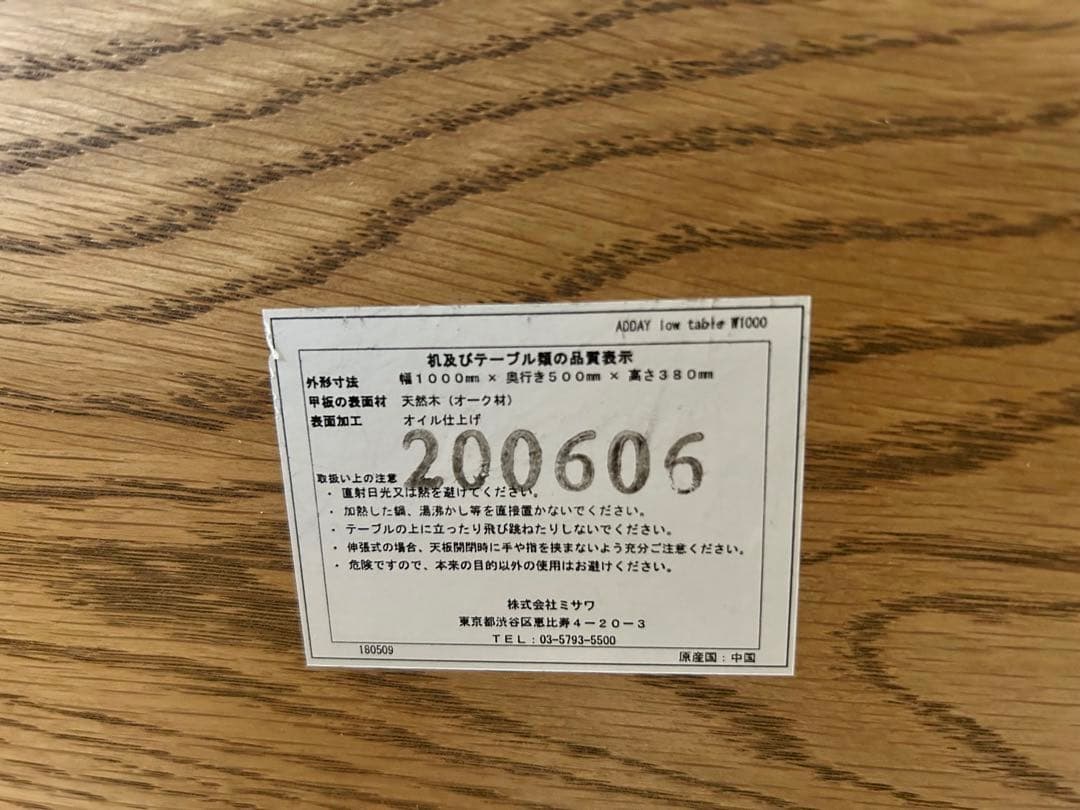 ADDAY low table W1000
机及びテーブル類の品質表示
外形寸法 幅1000㎜ × 奥行き500㎜ × 高さ380㎜
甲板の表面材 天然木(オーク材)
表面加工 オイル仕上げ
200606
取扱い上の注意
・ 直射日光又は熱を避けてください。
・ 加熱した鍋、湯沸かし等を直接置かないでください。
・ テーブルの上に立ったり飛び跳ねたりしないでください。
・ 伸張式の場合、天板開閉時に手や指を挟まないよう充分ご注意ください。
・ 危険ですので、本来の目的以外の使用はお避けください。
株式会社ミサワ
東京都渋谷区恵比寿4-20-3
TEL:03-5793-5500
180509 原産国:中国